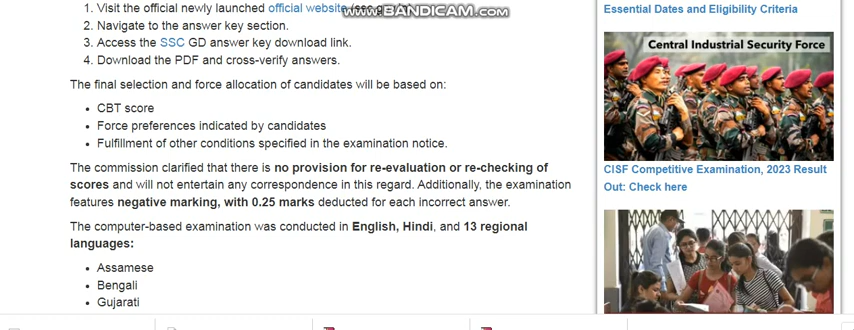 1. Visit the official newly launched official website
WWW.BANDICAM.COM
2. Navigate to the answer key section.
3. Access the SSC GD answer key download link.
4. Download the PDF and cross-verify answers.
The final selection and force allocation of candidates will be based on:
• CBT score
• Force preferences indicated by candidates
• Fulfillment of other conditions specified in the examination notice.
The commission clarified that there is no provision for re-evaluation or re-checking of
scores and will not entertain any correspondence in this regard. Additionally, the examination
features negative marking, with 0.25 marks deducted for each incorrect answer.
The computer-based examination was conducted in English, Hindi, and 13 regional
languages:
• Assamese
• Bengali
• Gujarati
Essential Dates and Eligibility Criteria
Central Industrial Security Force
CISF Competitive Examination, 2023 Result
Out: Check here